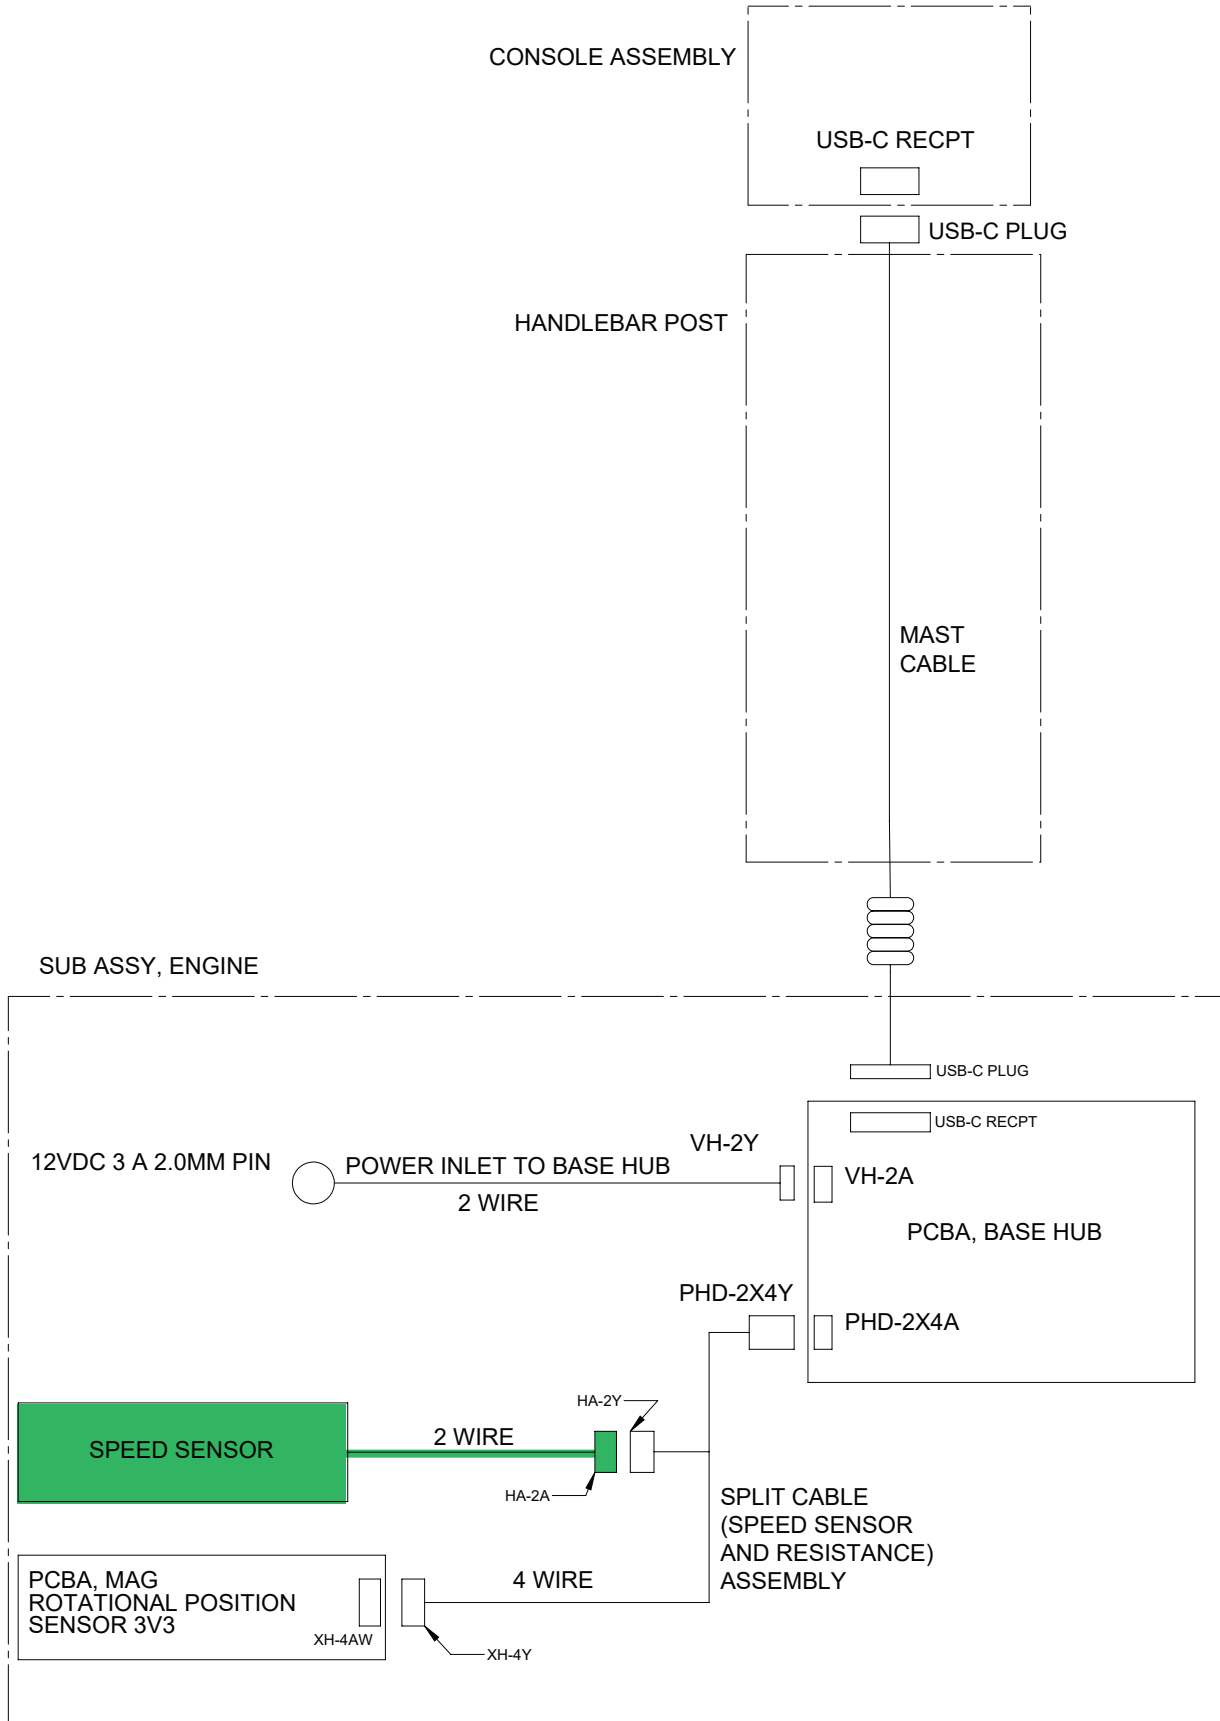 CONSOLE ASSEMBLY
USB-C RECPT
USB-C PLUG
HANDLEBAR POST
MAST
CABLE
SUB ASSY, ENGINE
USB-C PLUG
USB-C RECPT
12VDC 3 A 2.0MM PIN
POWER INLET TO BASE HUB
2 WIRE
VH-2Y
VH-2A
PCBA, BASE HUB
PHD-2X4Y
PHD-2X4A
SPEED SENSOR
2 WIRE
HA-2Y
HA-2A
SPLIT CABLE
(SPEED SENSOR
AND RESISTANCE)
ASSEMBLY
PCBA, MAG
ROTATIONAL POSITION
SENSOR 3V3
XH-4AW
4 WIRE
XH-4Y